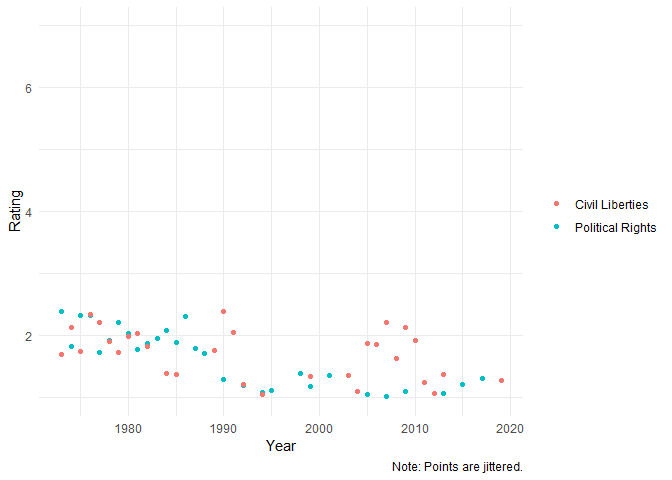 6
4
2
Rating
1980 1990 2000 2010 2020
Year
Civil Liberties
Political Rights
Note: Points are jittered.